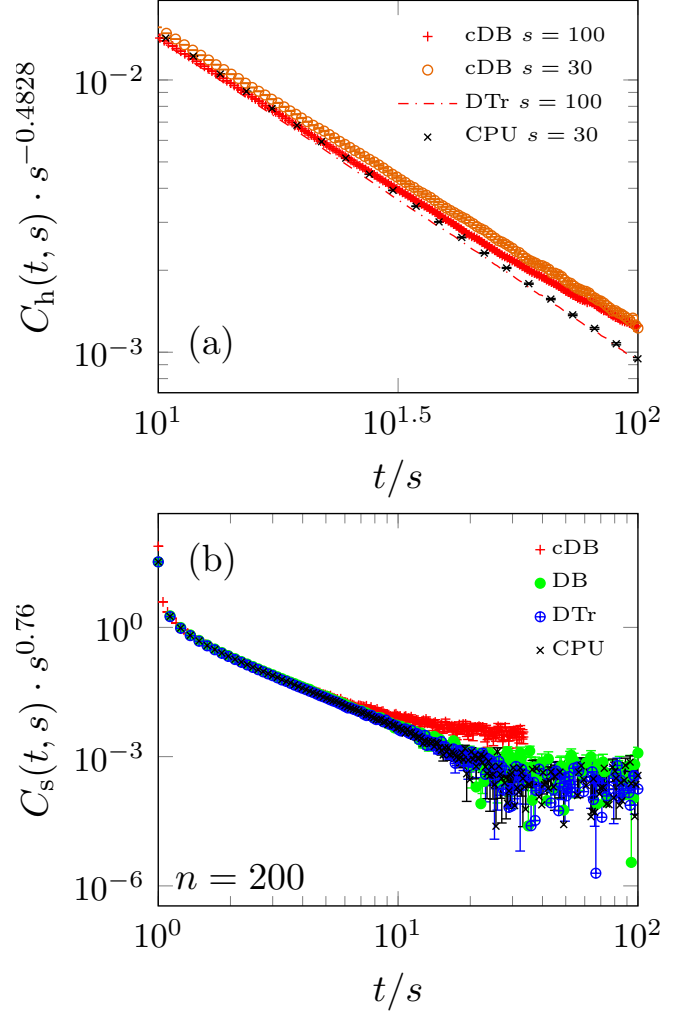 C_h(t, s) · s^{−0.4828}
10^{−2}
10^{−3}
cDB s = 100
cDB s = 30
DTr s = 100
CPU s = 30
(a)
10^1 10^{1.5} 10^2
t/s
C_s(t, s) · s^{0.76}
10^0
10^{−3}
10^{−6}
(b)
cDB
DB
DTr
CPU
n = 200
10^0 10^1 10^2
t/s